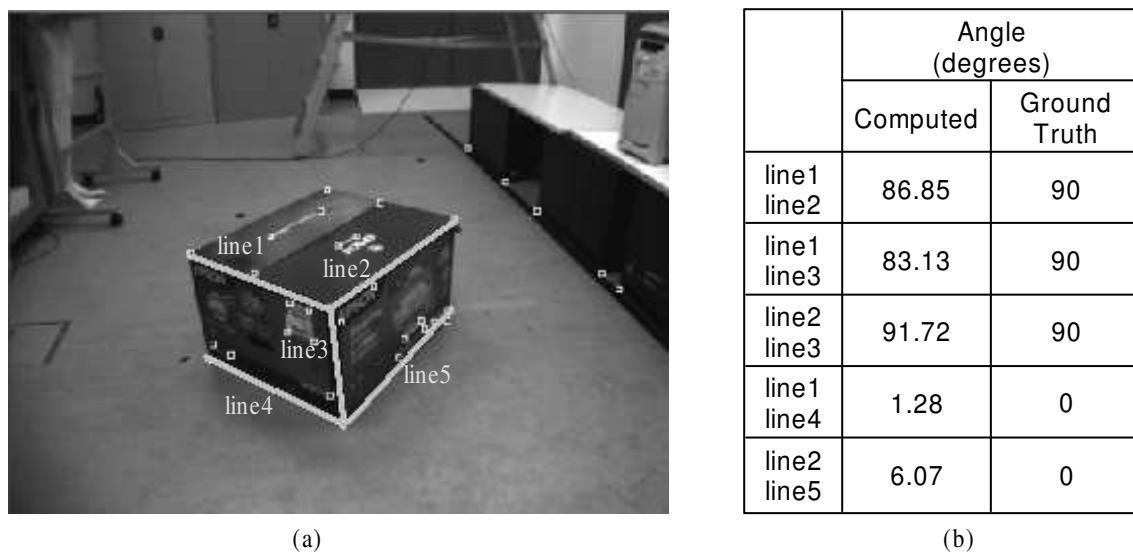 line1
line2
line3
line5
line4
(a)
Angle
(degrees)
Computed
Ground
Truth
line1
line2
86.85
90
line1
line3
83.13
90
line2
line3
91.72
90
line1
line4
1.28
0
line2
line5
6.07
0
(b)